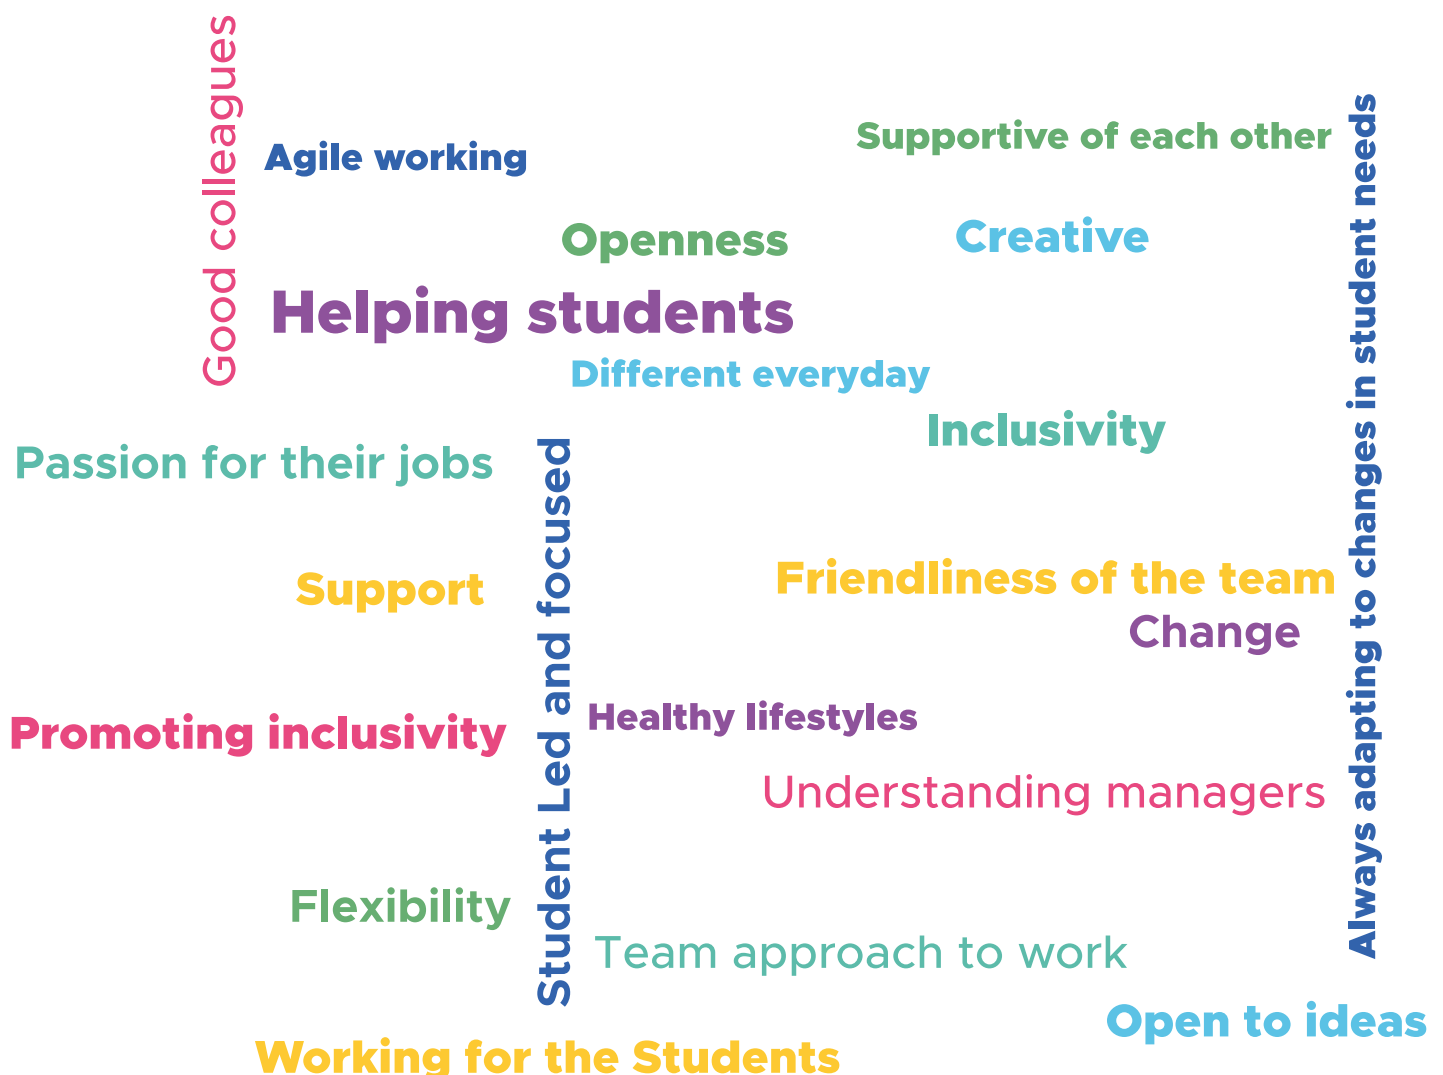 Good colleagues
Agile working
Supportive of each other
Always adapting to changes in student needs
Openness
Creative
Helping students
Different everyday
Inclusivity
Passion for their jobs
Student Led and focused
Support
Friendliness of the team
Change
Promoting inclusivity
Healthy lifestyles
Understanding managers
Flexibility
Team approach to work
Open to ideas
Working for the Students